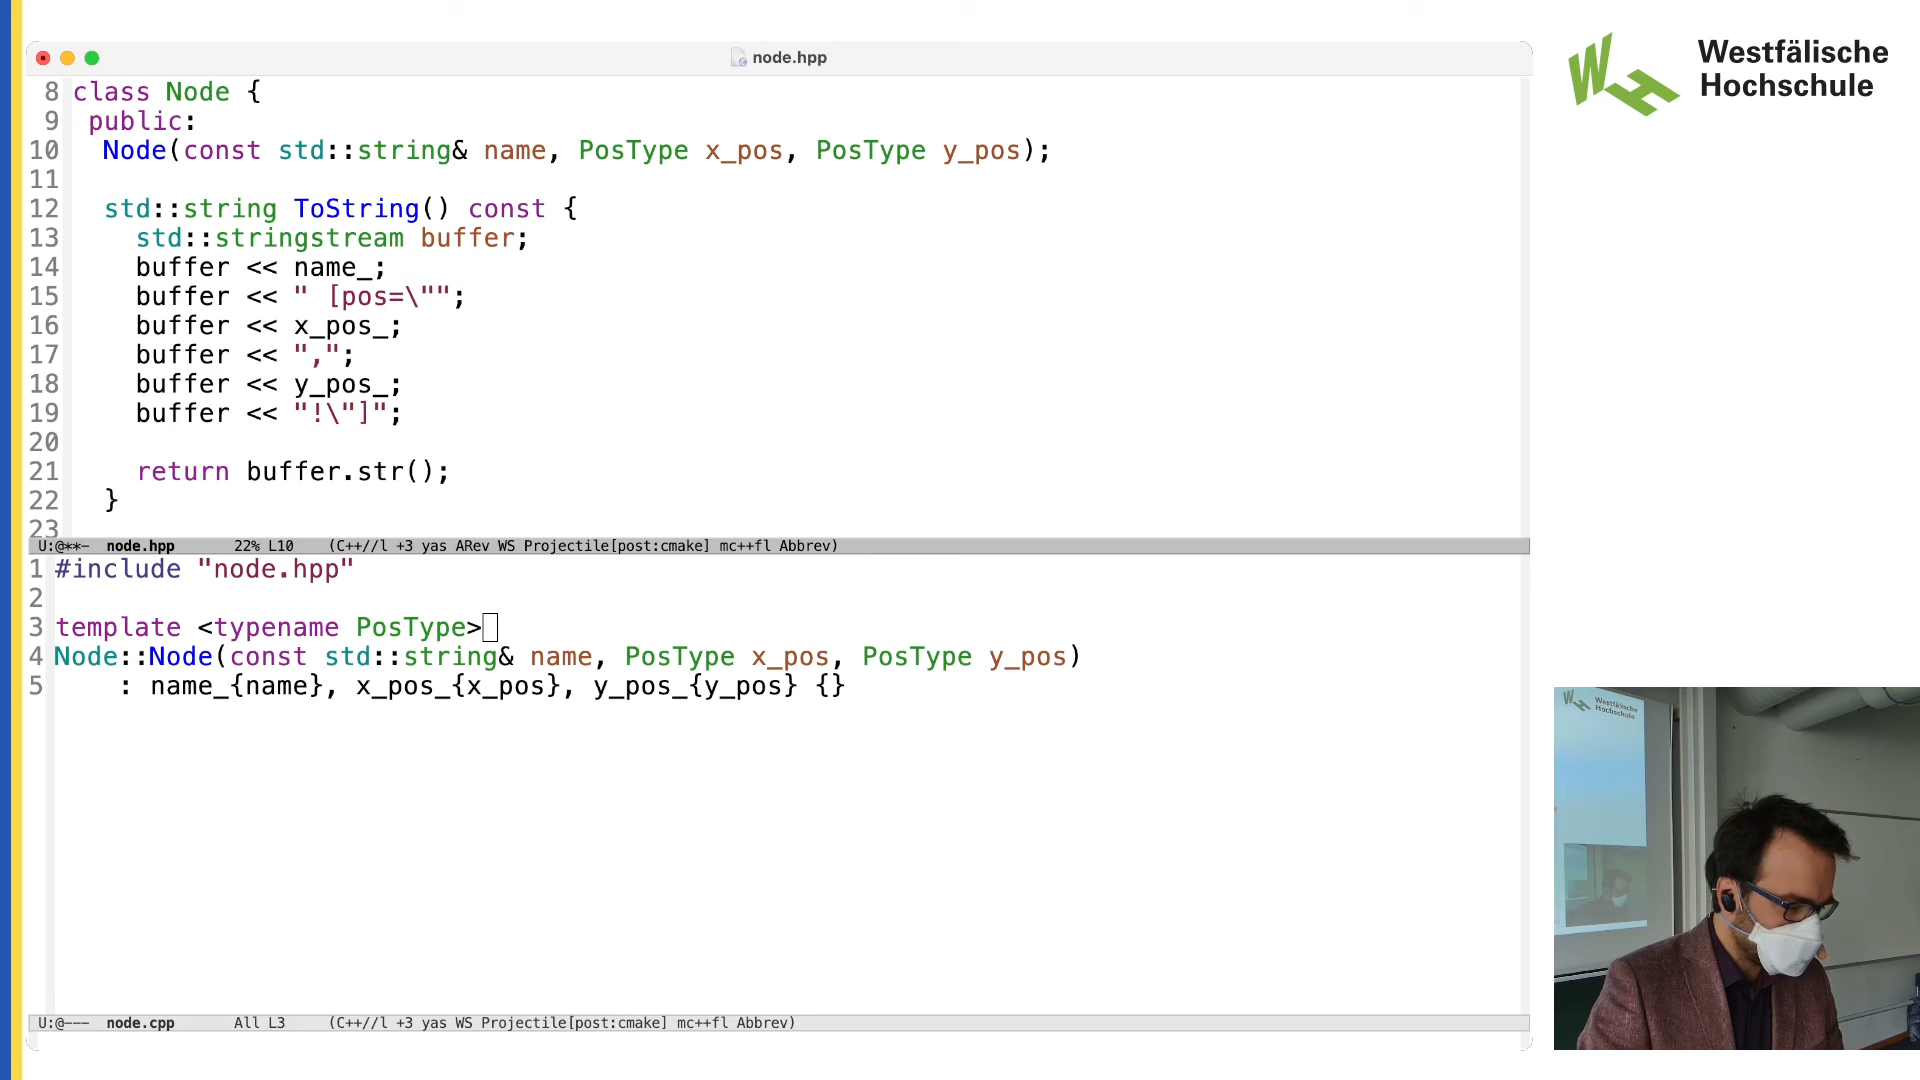 node.hpp
Westfälische
Hochschule
8 class Node {
9 public:
10 Node(const std::string& name, PosType x_pos, PosType y_pos);
11
12 std::string ToString() const {
13 std::stringstream buffer;
14 buffer << name_;
15 buffer << " [pos=\"";
16 buffer << x_pos_;
17 buffer << ",";
18 buffer << y_pos_;
19 buffer << "!\"]";
20
21 return buffer.str();
22 }
23
U:@**- node.hpp 22% L10 (C++//l +3 yas ARev WS Projectile[post:cmake] mc++fl Abbrev)
1 #include "node.hpp"
2
3 template <typename PosType>
4 Node::Node(const std::string& name, PosType x_pos, PosType y_pos)
5 : name_{name}, x_pos_{x_pos}, y_pos_{y_pos} {}
U:@--- node.cpp All L3 (C++//l +3 yas WS Projectile[post:cmake] mc++fl Abbrev)
Westfälische
Hochschule